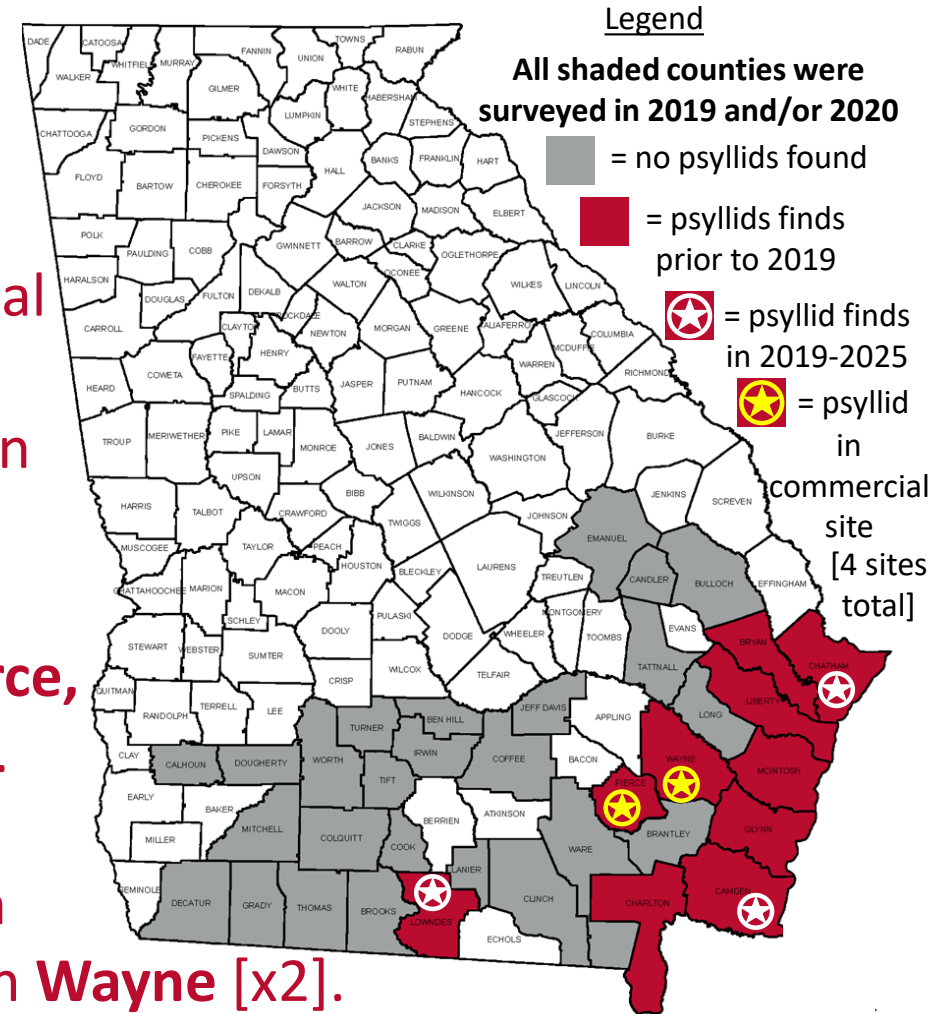 Legend
All shaded counties were
surveyed in 2019 and/or 2020
= no psyllids found
= psyllids finds
prior to 2019
= psyllid finds
in 2019-2025
= psyllid
in
commercial
site
[4 sites
total]
al
n
rce,
.
n Wayne [x2].
DADE
CATOOSA
WHITFIELD
MURRAY
FANNIN
UNION
TOWNS
RABUN
WALKER
GILMER
WHITE
HABERSHAM
LUMPKIN
STEPHENS
CHATTOOGA
GORDON
PICKENS
DAWSON
HALL
BANKS
FRANKLIN
HART
FLOYD
BARTOW
CHEROKEE
FORSYTH
JACKSON
MADISON
ELBERT
POLK
PAULDING
COBB
GWINNETT
BARROW
CLARKE
OCONEE
OGLETHORPE
HARALSON
DOUGLAS
FULTON
DEKALB
WALTON
WILKES
LINCOLN
CARROLL
CLAYTON
ROCKDALE
NEWTON
MORGAN
GREENE
TALIAFERRO
COLUMBIA
MCDUFFIE
FAYETTE
HENRY
WARREN
RICHMOND
HEARD
COWETA
SPALDING
BUTTS
JASPER
PUTNAM
HANCOCK
GLASCOCK
TROUP
MERIWETHER
PIKE
LAMAR
MONROE
JONES
BALDWIN
WASHINGTON
JEFFERSON
BURKE
UPSON
BIBB
WILKINSON
JENKINS
SCREVEN
HARRIS
TALBOT
CRAWFORD
TWIGGS
JOHNSON
EMANUEL
MUSCOGEE
TAYLOR
PEACH
HOUSTON
BLECKLEY
LAURENS
TREUTLEN
CANDLER
BULLOCH
EFFINGHAM
CHATTAHOOCHEE
MARION
MACON
SCHLEY
DOOLY
PULASKI
DODGE
WHEELER
MONTGOMERY
TOOMBS
EVANS
BRYAN
CHATHAM
STEWART
WEBSTER
SUMTER
CRISP
WILCOX
TELFAIR
TATTNALL
LIBERTY
QUITMAN
RANDOLPH
TERRELL
LEE
TURNER
BEN HILL
JEFF DAVIS
APPLING
LONG
CLAY
CALHOUN
DOUGHERTY
WORTH
IRWIN
COFFEE
BACON
WAYNE
MCINTOSH
TIFT
PIERCE
EARLY
BAKER
BERRIEN
ATKINSON
MILLER
MITCHELL
COLQUITT
COOK
WARE
BRANTLEY
GLYNN
SEMINOLE
DECATUR
GRADY
THOMAS
BROOKS
LANIER
LOWNDES
CLINCH
CHARLTON
CAMDEN
ECHOLS